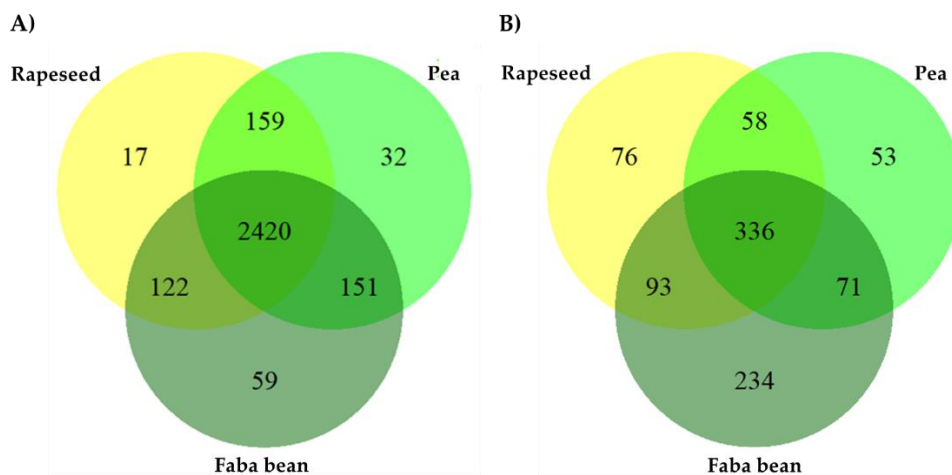 A)
Rapeseed
Pea
159
17
32
2420
122
151
59
Faba bean
B)
Rapeseed
Pea
58
76
53
336
93
71
234
Faba bean